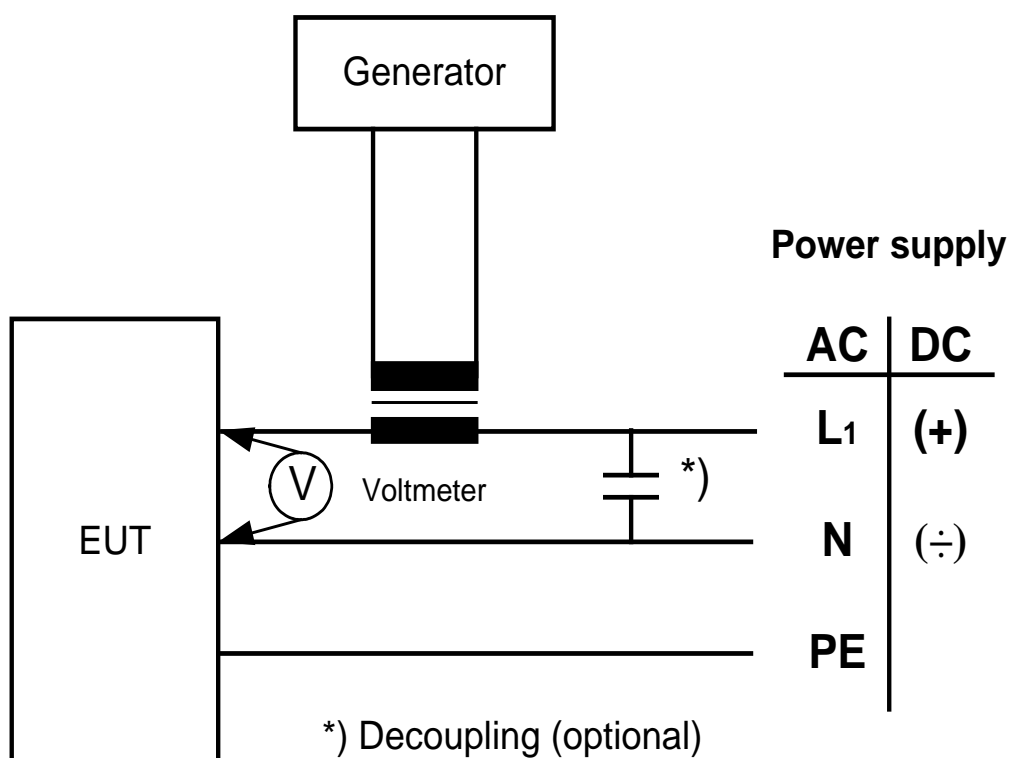 Generator
Power supply
AC DC
L1 (+)
*)
V Voltmeter
EUT
N (÷)
PE
*) Decoupling (optional)